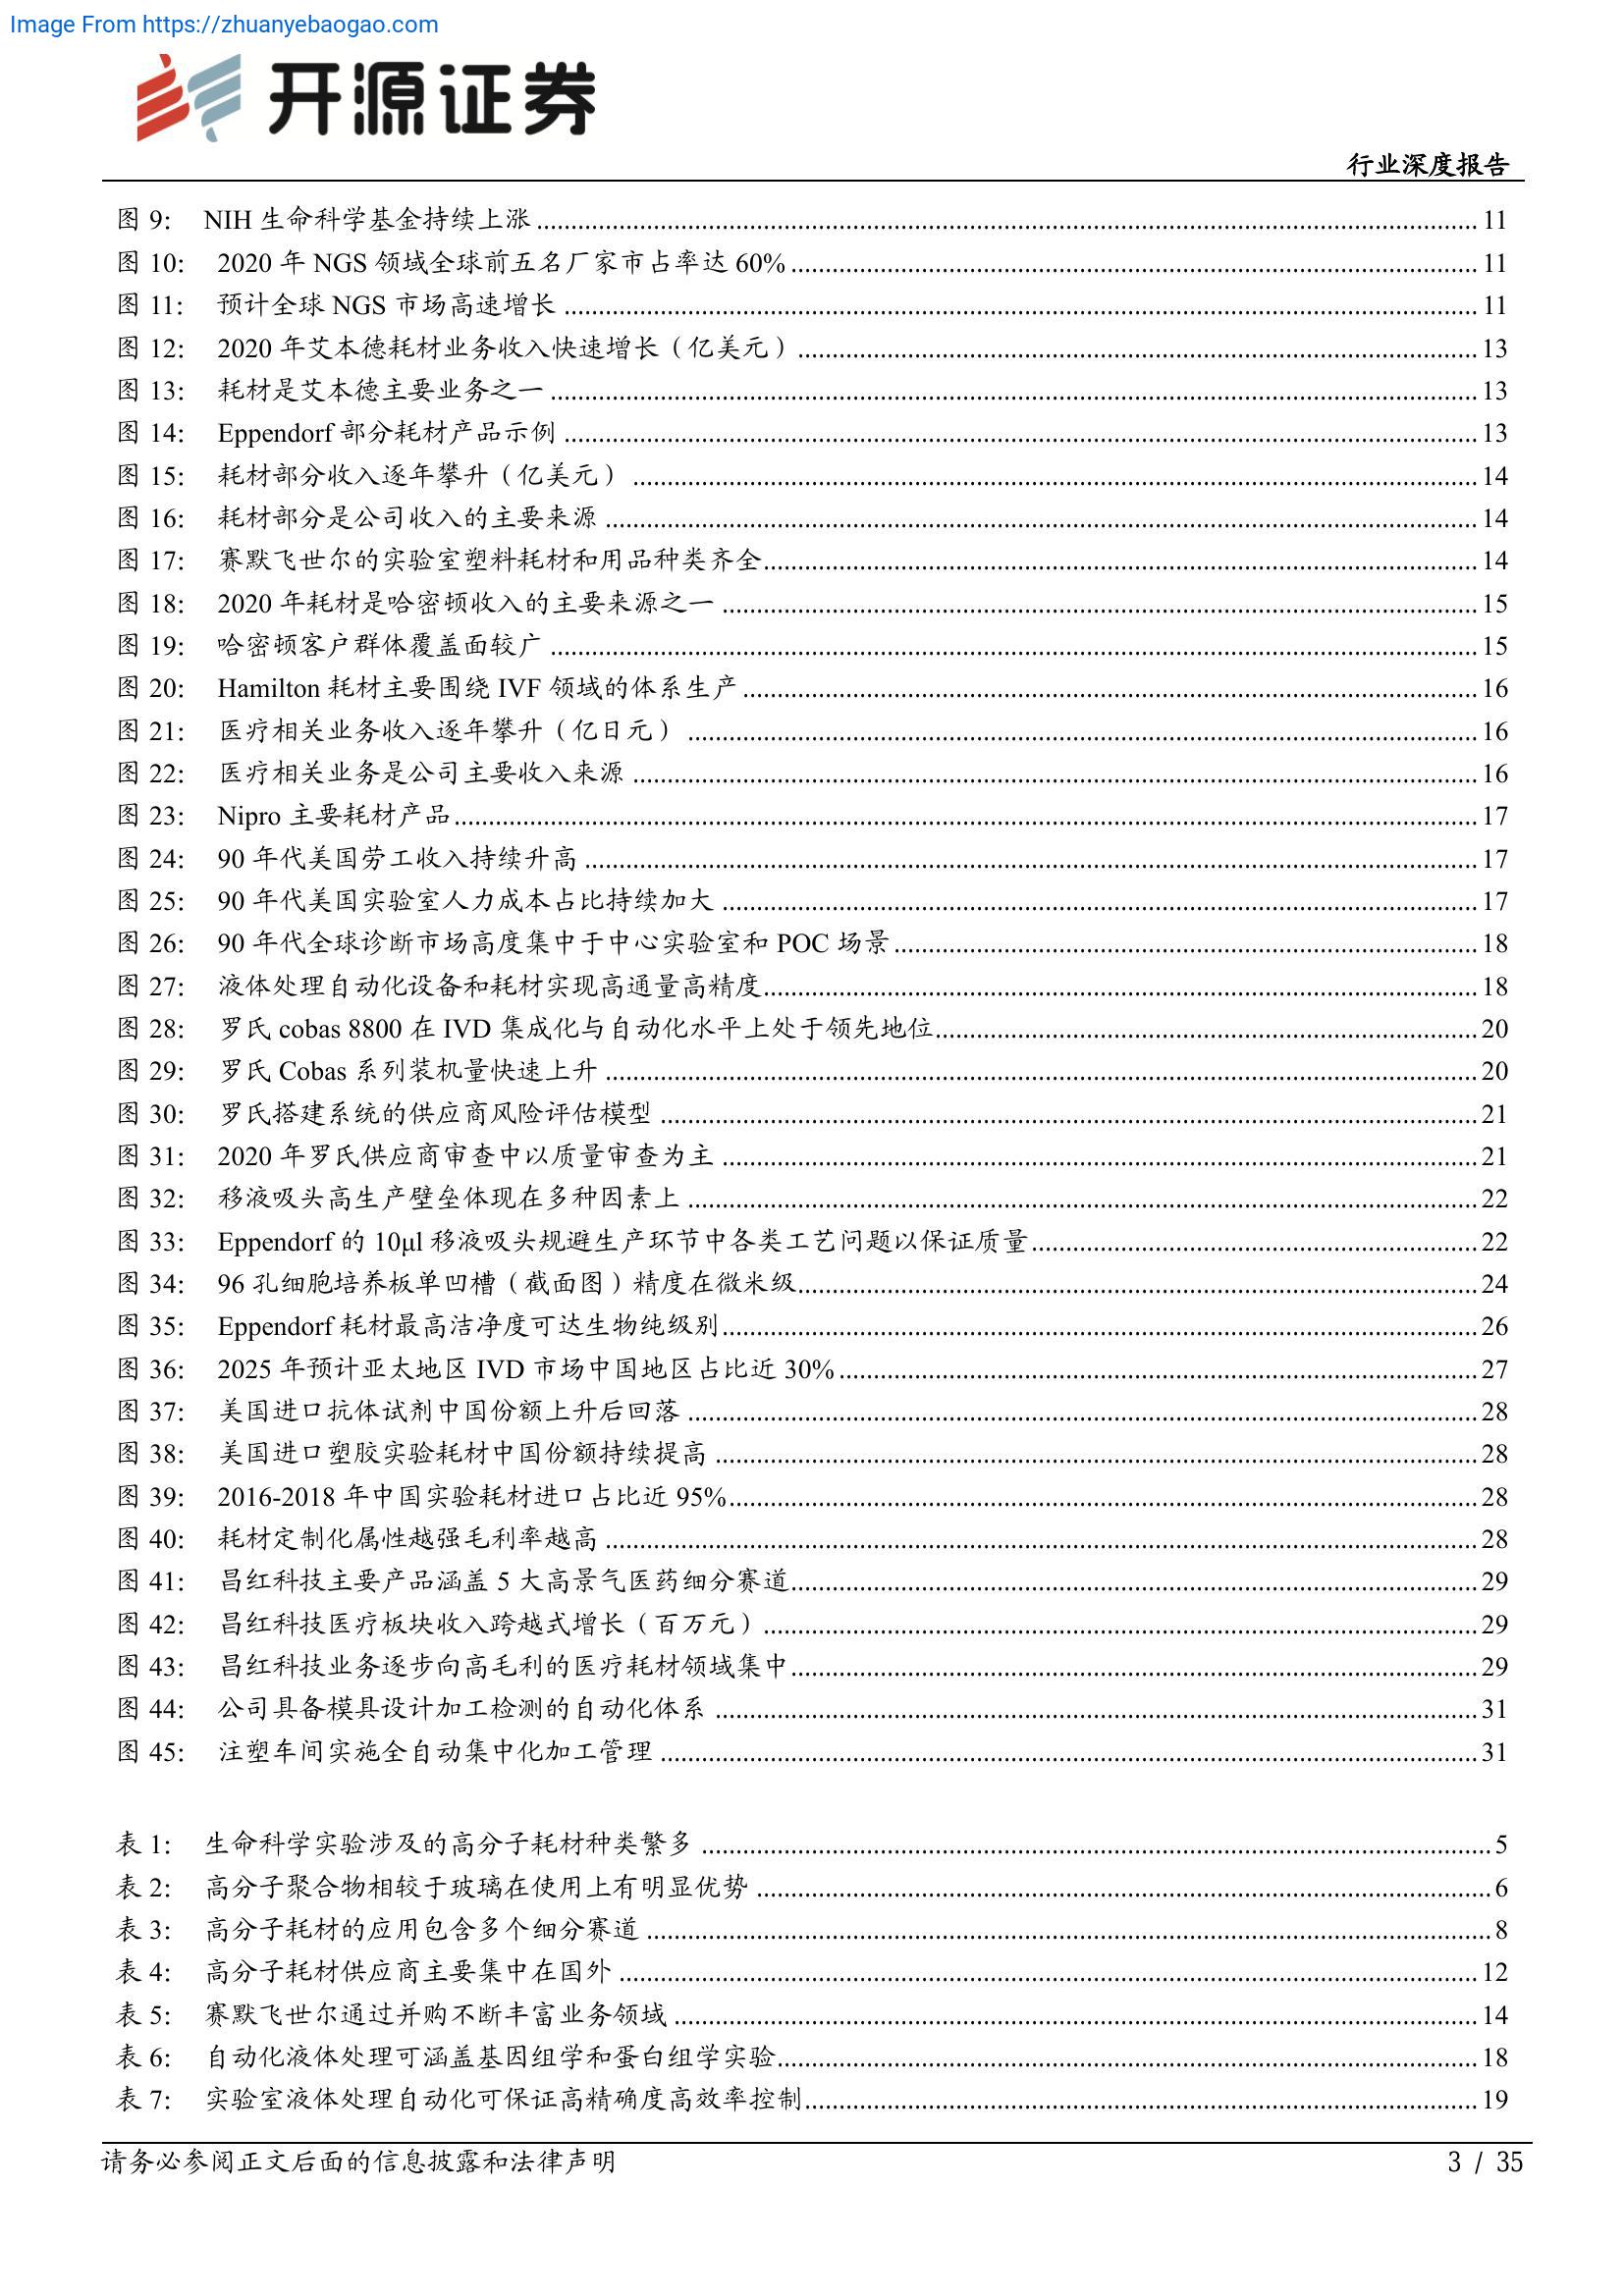 Image From https://zhuanyebaogao.com
开源证券
行业深度报告
图 9: NIH 生命科学基金持续上涨 ........ 11
图 10: 2020 年 NGS 领域全球前五名厂家市占率达 60% ........ 11
图 11: 预计全球 NGS 市场高速增长 ........ 11
图 12: 2020 年艾本德耗材业务收入快速增长（亿美元） ........ 13
图 13: 耗材是艾本德主要业务之一 ........ 13
图 14: Eppendorf 部分耗材产品示例 ........ 13
图 15: 耗材部分收入逐年攀升（亿美元） ........ 14
图 16: 耗材部分是公司收入的主要来源 ........ 14
图 17: 赛默飞世尔的实验室塑料耗材和用品种类齐全 ........ 14
图 18: 2020 年耗材是哈密顿收入的主要来源之一 ........ 15
图 19: 哈密顿客户群体覆盖面较广 ........ 15
图 20: Hamilton 耗材主要围绕 IVF 领域的体系生产 ........ 16
图 21: 医疗相关业务收入逐年攀升（亿日元） ........ 16
图 22: 医疗相关业务是公司主要收入来源 ........ 16
图 23: Nipro 主要耗材产品 ........ 17
图 24: 90 年代美国劳工收入持续升高 ........ 17
图 25: 90 年代美国实验室人力成本占比持续加大 ........ 17
图 26: 90 年代全球诊断市场高度集中于中心实验室和 POC 场景 ........ 18
图 27: 液体处理自动化设备和耗材实现高通量高精度 ........ 18
图 28: 罗氏 cobas 8800 在 IVD 集成化与自动化水平上处于领先地位 ........ 20
图 29: 罗氏 Cobas 系列装机量快速上升 ........ 20
图 30: 罗氏搭建系统的供应商风险评估模型 ........ 21
图 31: 2020 年罗氏供应商审查中以质量审查为主 ........ 21
图 32: 移液吸头高生产壁垒体现在多种因素上 ........ 22
图 33: Eppendorf 的 10μl 移液吸头规避生产环节中各类工艺问题以保证质量 ........ 22
图 34: 96 孔细胞培养板单凹槽（截面图）精度在微米级 ........ 24
图 35: Eppendorf 耗材最高洁净度可达生物纯级别 ........ 26
图 36: 2025 年预计亚太地区 IVD 市场中国地区占比近 30% ........ 27
图 37: 美国进口抗体试剂中国份额上升后回落 ........ 28
图 38: 美国进口塑胶实验耗材中国份额持续提高 ........ 28
图 39: 2016-2018 年中国实验耗材进口占比近 95% ........ 28
图 40: 耗材定制化属性越强毛利率越高 ........ 28
图 41: 昌红科技主要产品涵盖 5 大高景气医药细分赛道 ........ 29
图 42: 昌红科技医疗板块收入跨越式增长（百万元） ........ 29
图 43: 昌红科技业务逐步向高毛利的医疗耗材领域集中 ........ 29
图 44: 公司具备模具设计加工检测的自动化体系 ........ 31
图 45: 注塑车间实施全自动集中化加工管理 ........ 31
表 1: 生命科学实验涉及的高分子耗材种类繁多 ........ 5
表 2: 高分子聚合物相较于玻璃在使用上有明显优势 ........ 6
表 3: 高分子耗材的应用包含多个细分赛道 ........ 8
表 4: 高分子耗材供应商主要集中在国外 ........ 12
表 5: 赛默飞世尔通过并购不断丰富业务领域 ........ 14
表 6: 自动化液体处理可涵盖基因组学和蛋白组学实验 ........ 18
表 7: 实验室液体处理自动化可保证高精确度高效率控制 ........ 19
请务必参阅正文后面的信息披露和法律声明
3 / 35